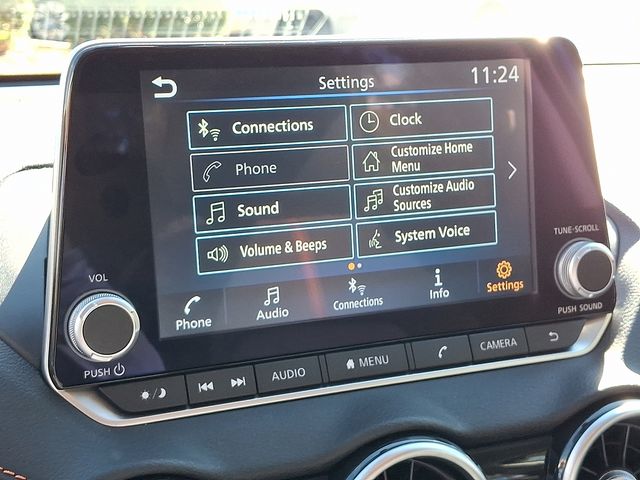 Settings
11:24
Connections
Clock
Phone
Customize Home
Menu
Sound
Customize Audio
Sources
Volume & Beeps
System Voice
Phone
Audio
Connections
Info
Settings
VOL
PUSH
TUNE·SCROLL
PUSH SOUND
AUDIO
MENU
CAMERA